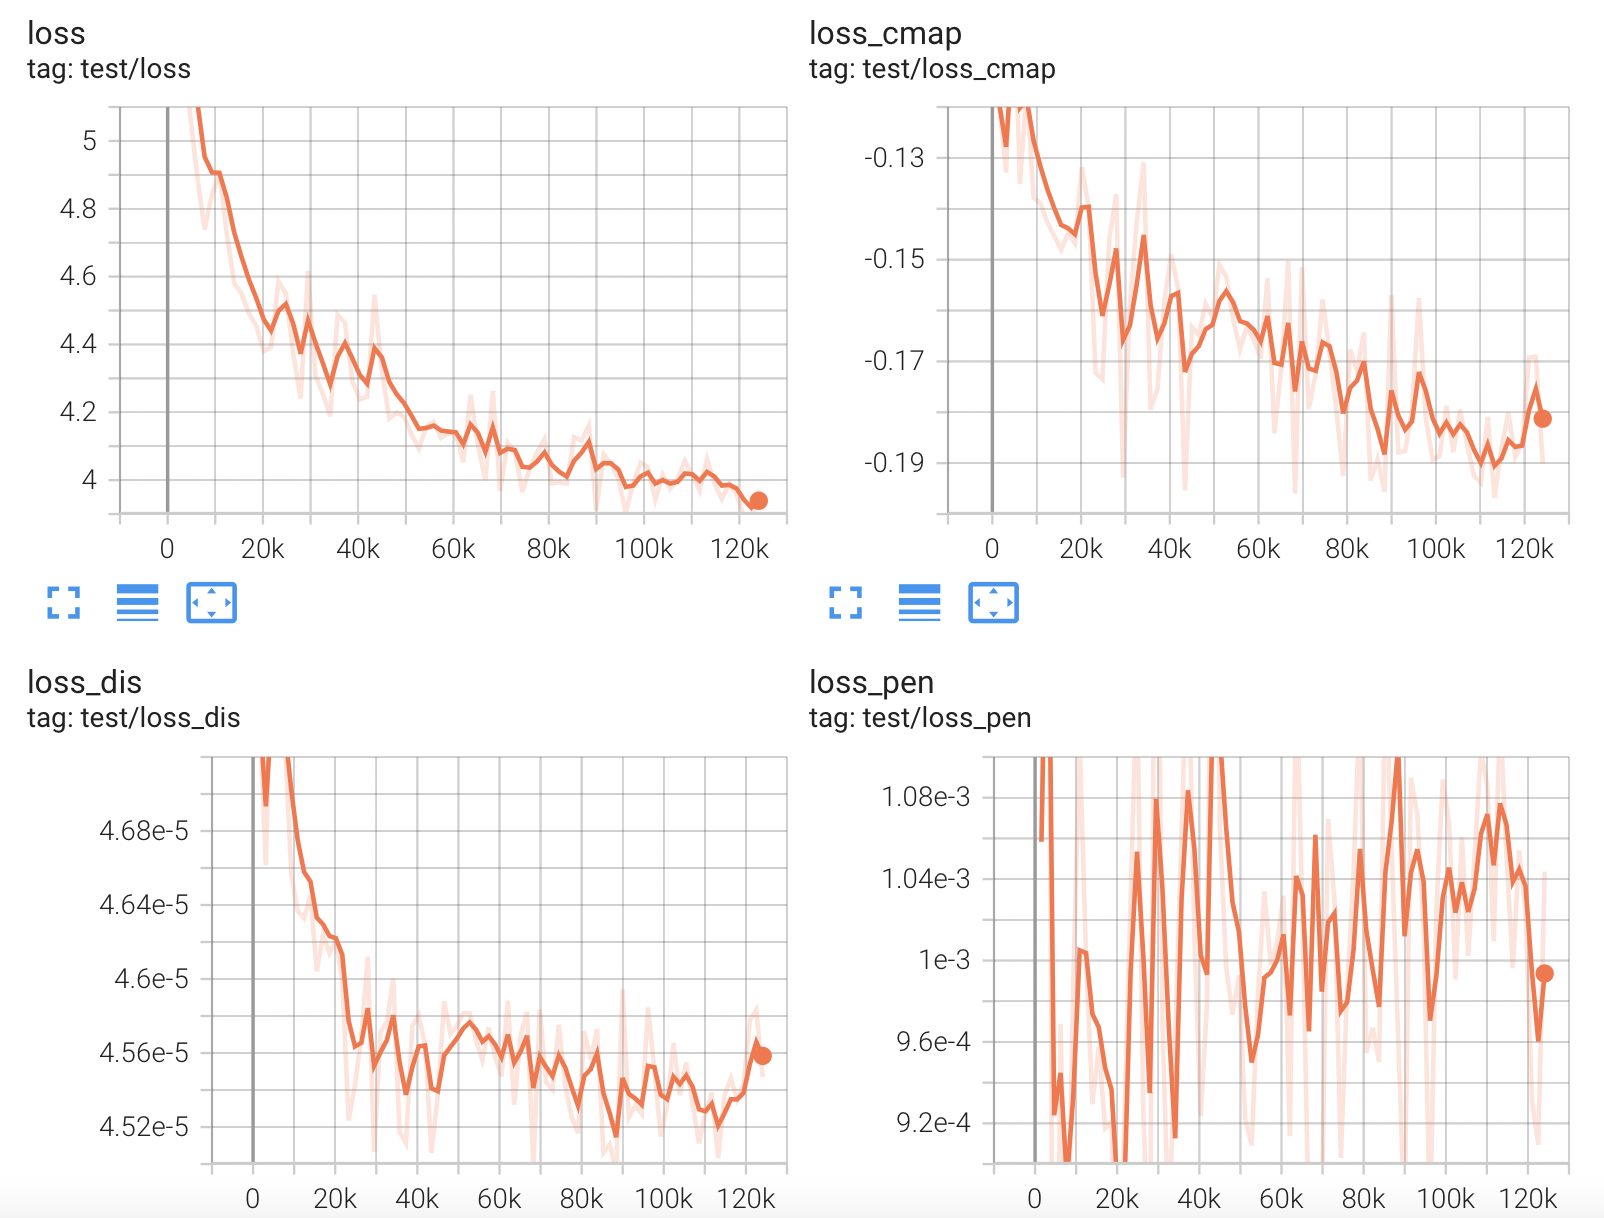 loss
tag: test/loss
5
4.8
4.6
4.4
4.2
4
0 20k 40k 60k 80k 100k 120k
loss_cmap
tag: test/loss_cmap
-0.13
-0.15
-0.17
-0.19
0 20k 40k 60k 80k 100k 120k
loss_dis
tag: test/loss_dis
4.68e-5
4.64e-5
4.6e-5
4.56e-5
4.52e-5
0 20k 40k 60k 80k 100k 120k
loss_pen
tag: test/loss_pen
1.08e-3
1.04e-3
1e-3
9.6e-4
9.2e-4
0 20k 40k 60k 80k 100k 120k